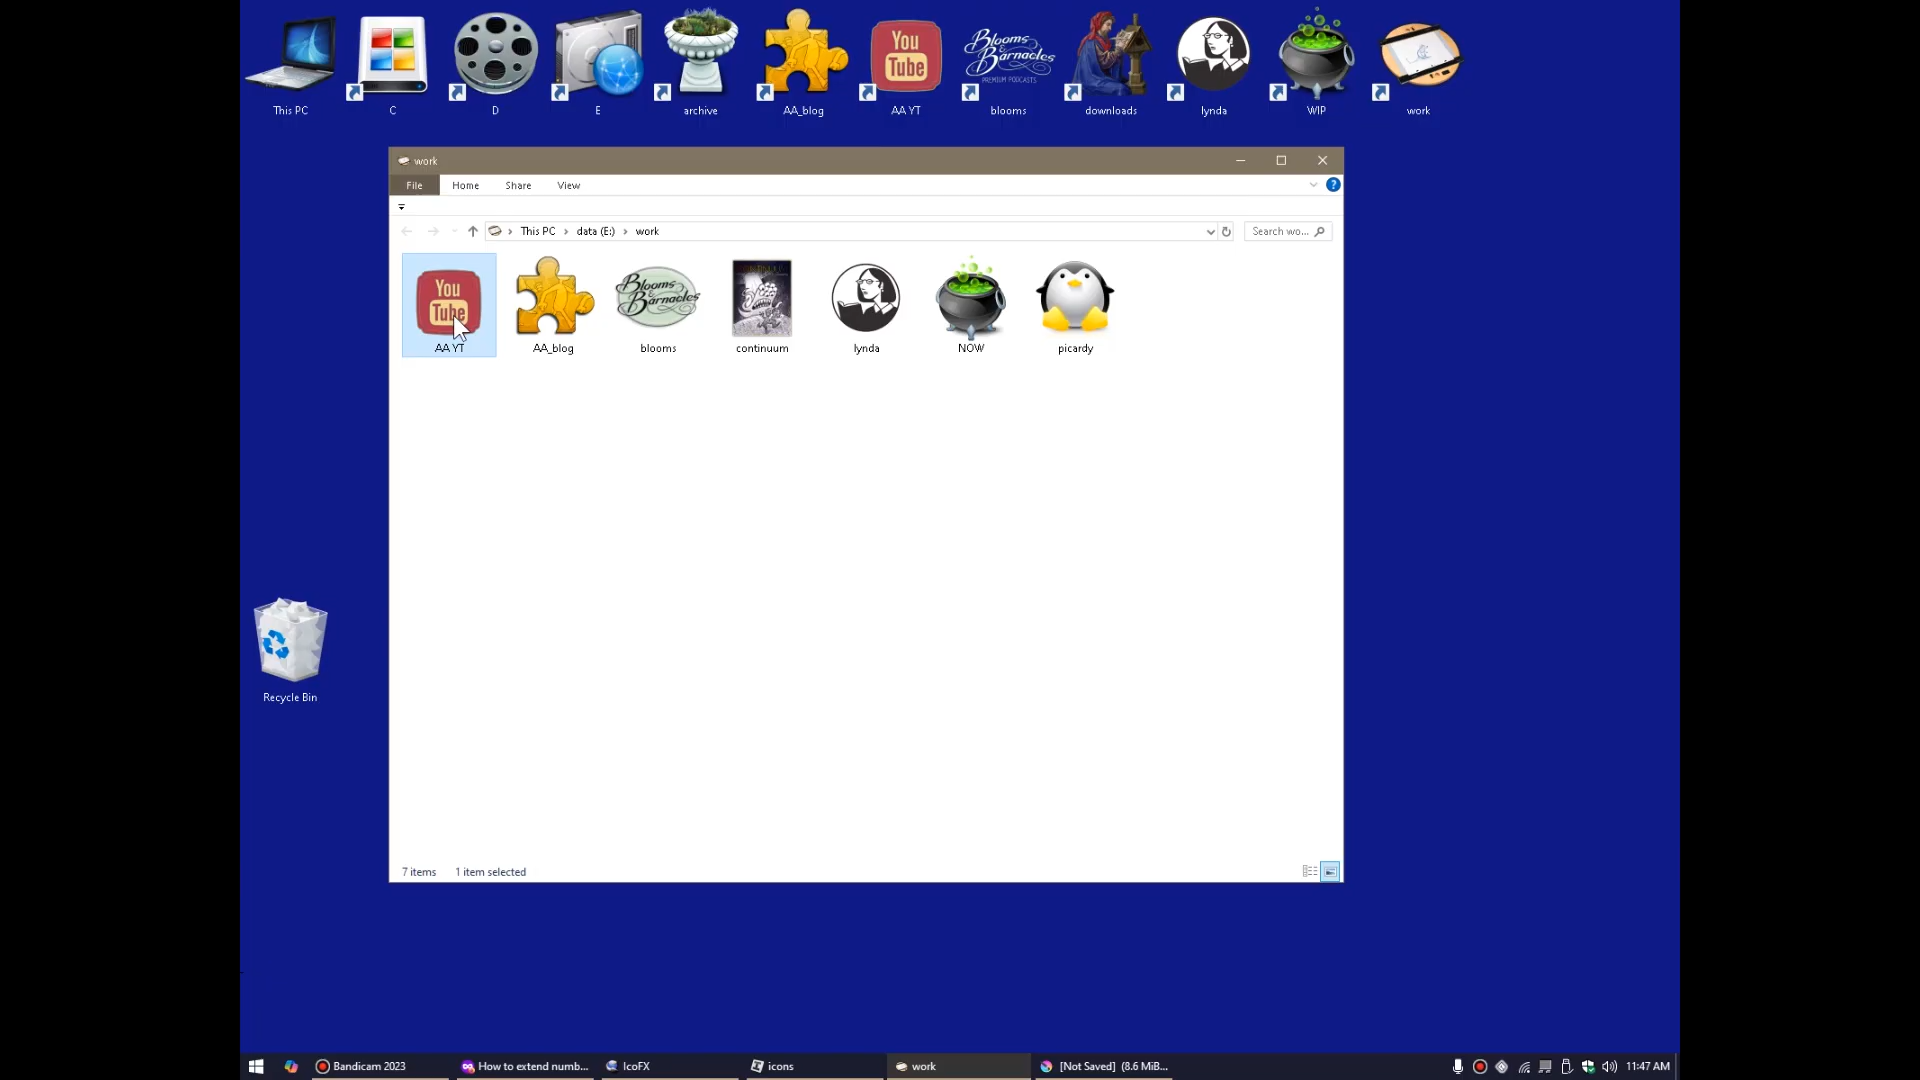 You
Tube
Blooms
&
Barnacles
PREMIUM PODCASTS
This PC
C
D
E
archive
AA_blog
AA YT
blooms
downloads
lynda
WIP
work
work
File
Home
Share
View
?
This PC › data (E:) › work
Search wo...
You
Tube
Blooms
&
Barnacles
AA YT
AA_blog
blooms
continuum
lynda
NOW
picardy
Recycle Bin
7 items
1 item selected
Bandicam 2023
How to extend numb...
IcoFX
icons
work
[Not Saved] (8.6 MiB...
11:47 AM